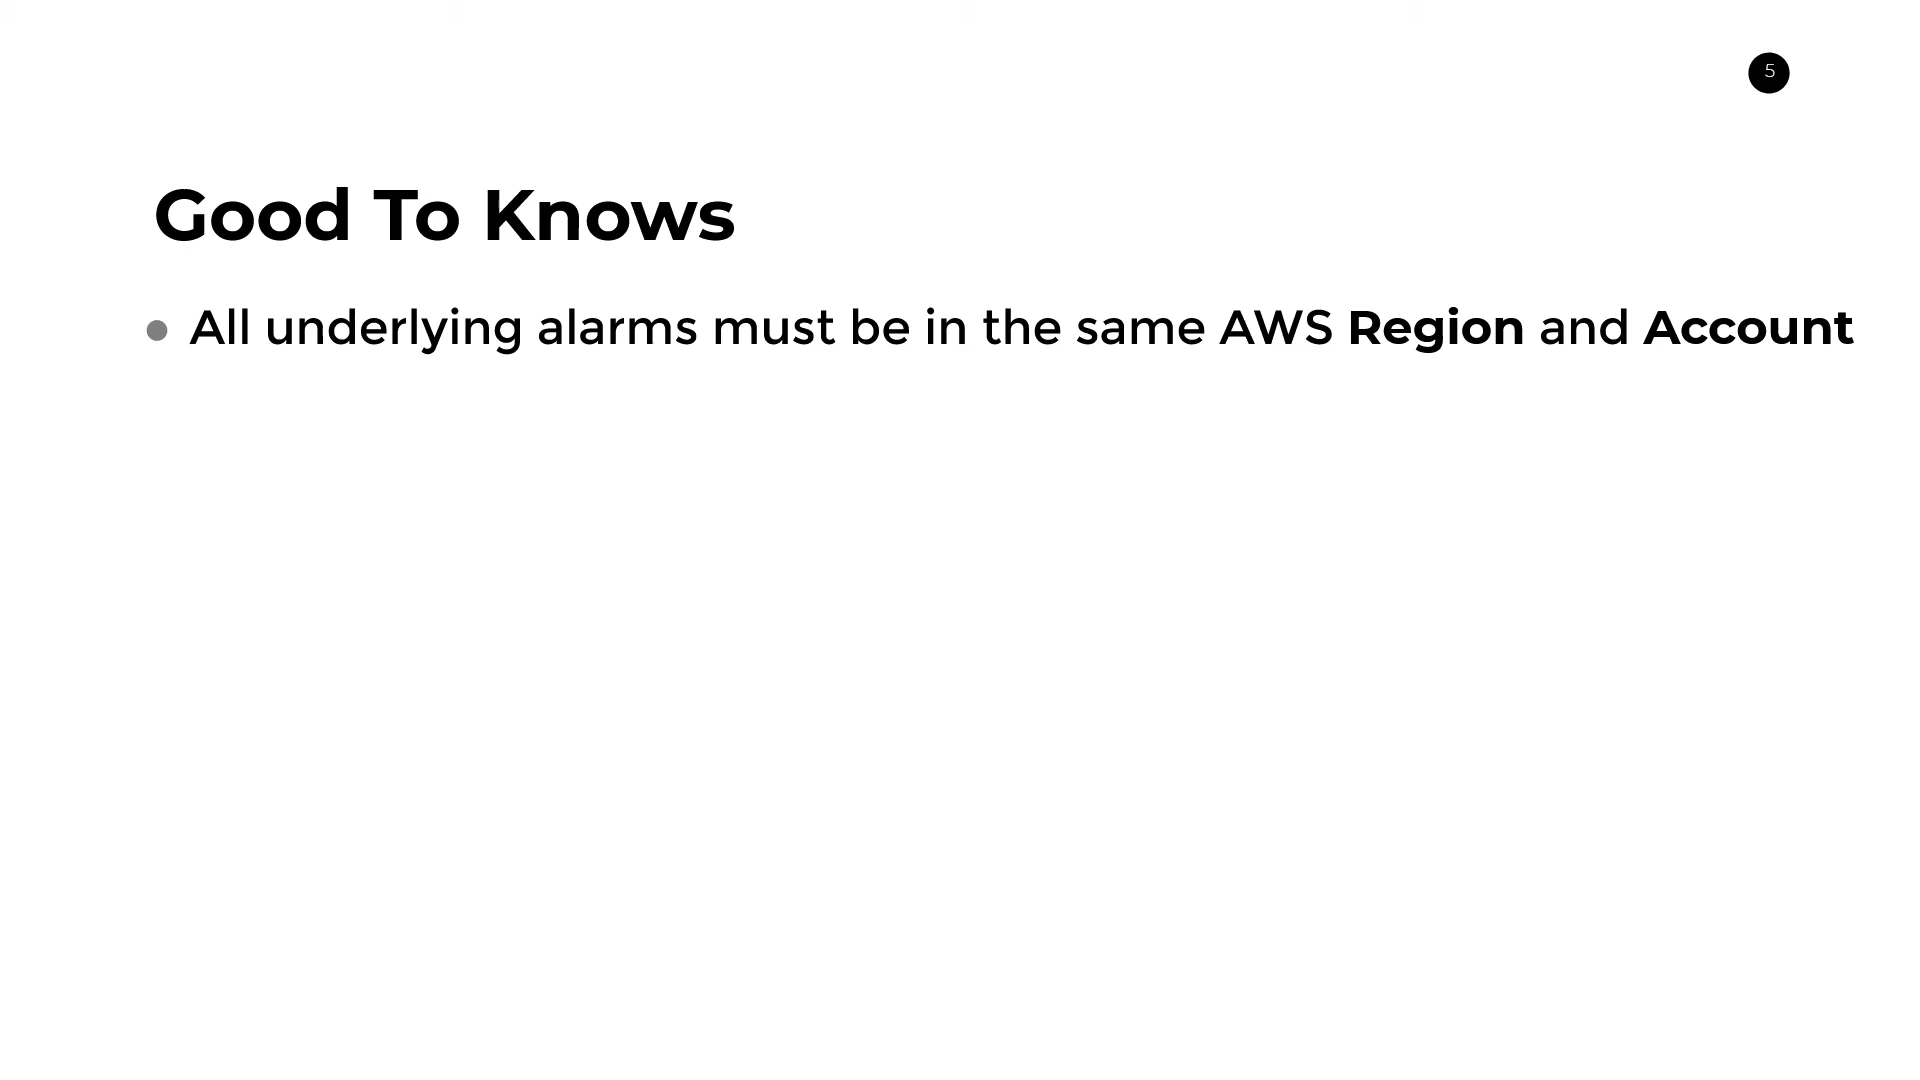 5
Good To Knows
All underlying alarms must be in the same AWS Region and Account